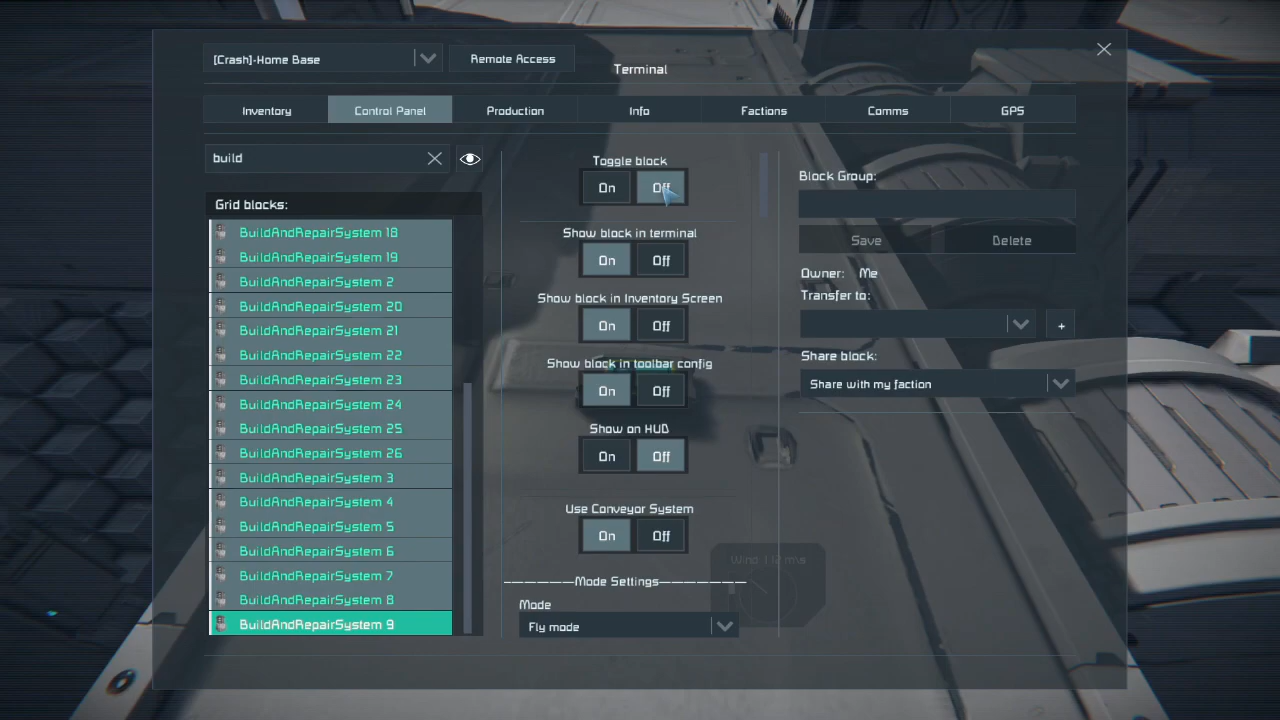 [Crash]-Home Base
Remote Access
Terminal
Inventory
Control Panel
Production
Info
Factions
Comms
GPS
build
Grid blocks:
BuildAndRepairSystem 18
BuildAndRepairSystem 19
BuildAndRepairSystem 2
BuildAndRepairSystem 20
BuildAndRepairSystem 21
BuildAndRepairSystem 22
BuildAndRepairSystem 23
BuildAndRepairSystem 24
BuildAndRepairSystem 25
BuildAndRepairSystem 26
BuildAndRepairSystem 3
BuildAndRepairSystem 4
BuildAndRepairSystem 5
BuildAndRepairSystem 6
BuildAndRepairSystem 7
BuildAndRepairSystem 8
BuildAndRepairSystem 9
Toggle block
On Off
Show block in terminal
On Off
Show block in Inventory Screen
On Off
Show block in toolbar config
On Off
Show on HUD
On Off
Use Conveyor System
On Off
Mode Settings
Mode
Fly mode
Block Group:
Save
Delete
Owner: Me
Transfer to:
+
Share block:
Share with my faction